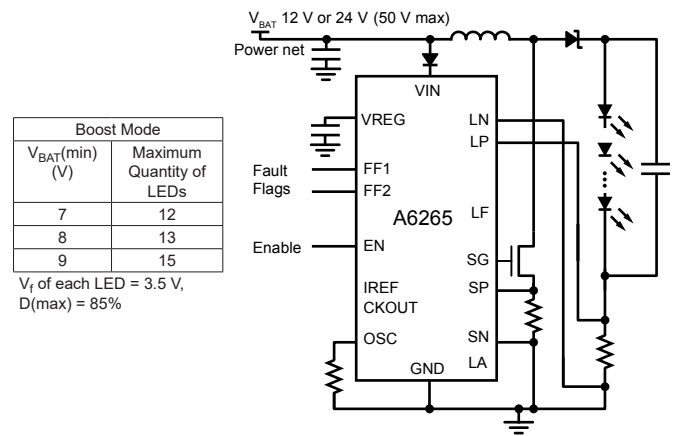 V_BAT 12 V or 24 V (50 V max)
Power net
VIN
VREG
LN
LP
Fault
Flags
FF1
FF2
A6265
LF
Enable
EN
SG
IREF
SP
CKOUT
OSC
SN
LA
GND
Boost Mode
V_BAT(min)
(V)
Maximum
Quantity of
LEDs
7 12
8 13
9 15
V_f of each LED = 3.5 V,
D(max) = 85%